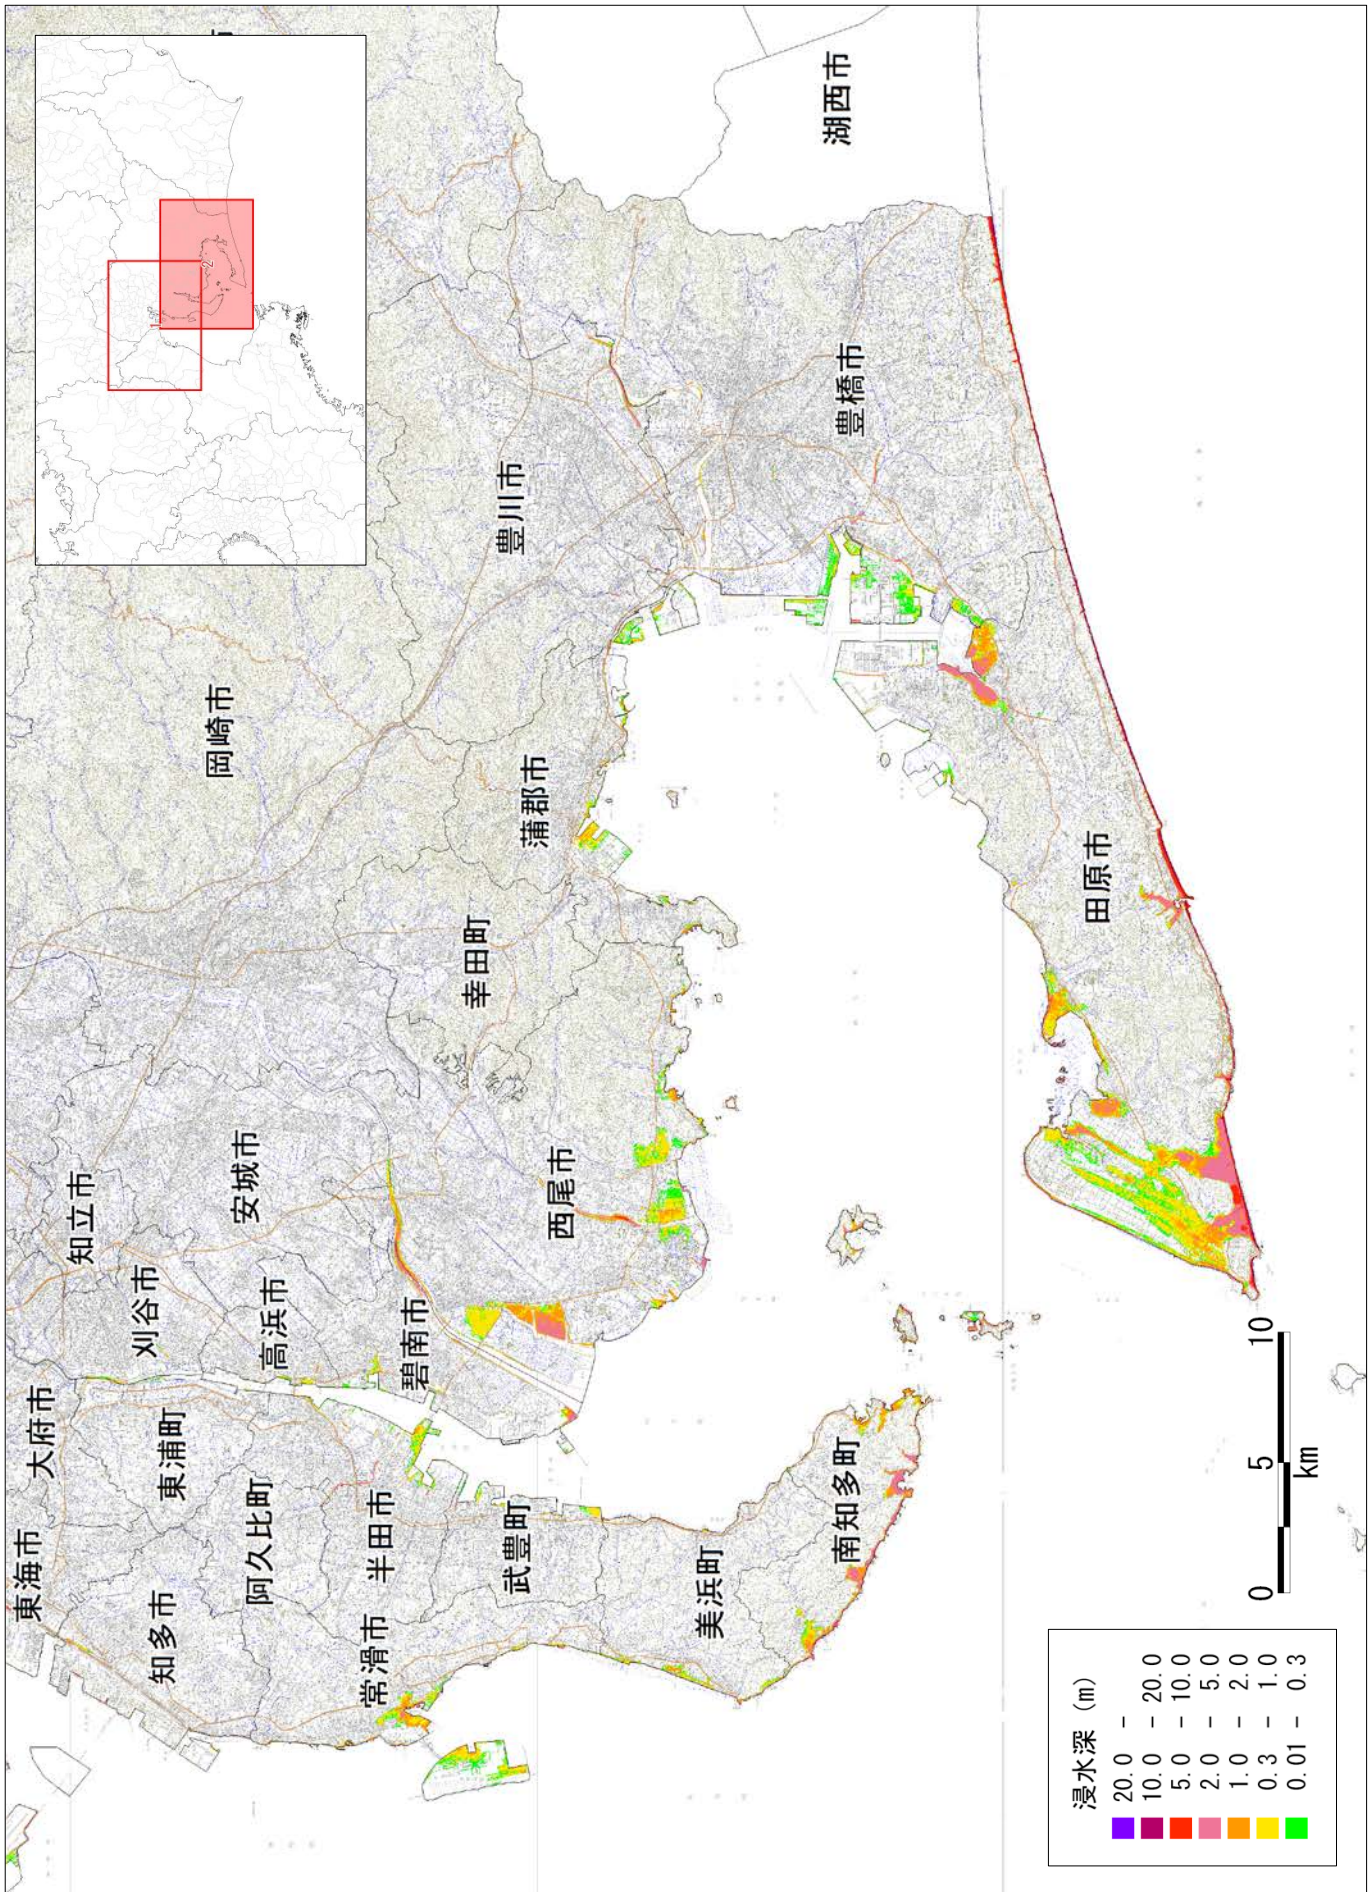 湖西市
豊橋市
豊川市
岡崎市
蒲郡市
田原市
幸田町
西尾市
安城市
知立市
刈谷市
高浜市
碧南市
大府市
東浦町
阿久比町
半田市
武豊町
南知多町
美浜町
東海市
知多市
常滑市
1
2
0 5 10
km
浸水深 (m)
20.0 -
10.0 - 20.0
5.0 - 10.0
2.0 - 5.0
1.0 - 2.0
0.3 - 1.0
0.01 - 0.3